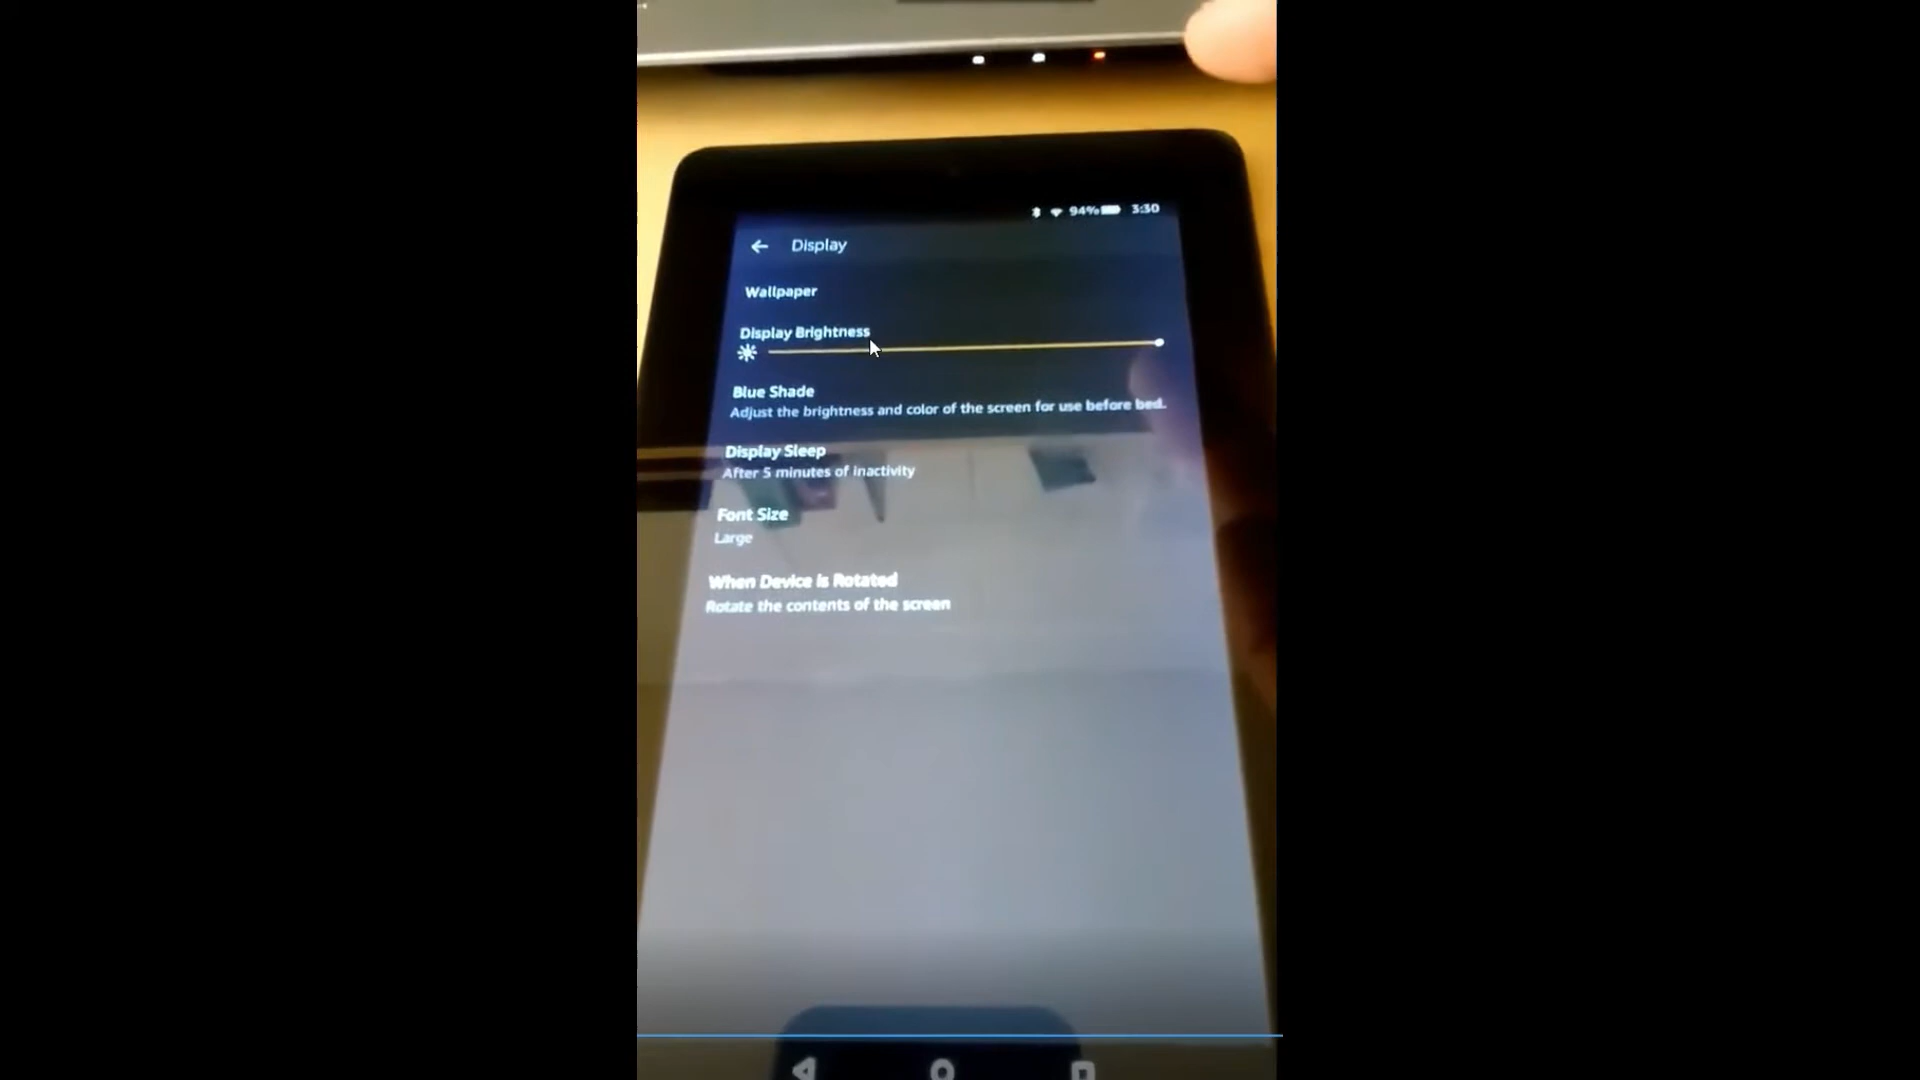 94% 3:30
Display
Wallpaper
Display Brightness
Blue Shade
Adjust the brightness and color of the screen for use before bed.
Display Sleep
After 5 minutes of inactivity
Font Size
Large
When Device is Rotated
Rotate the contents of the screen